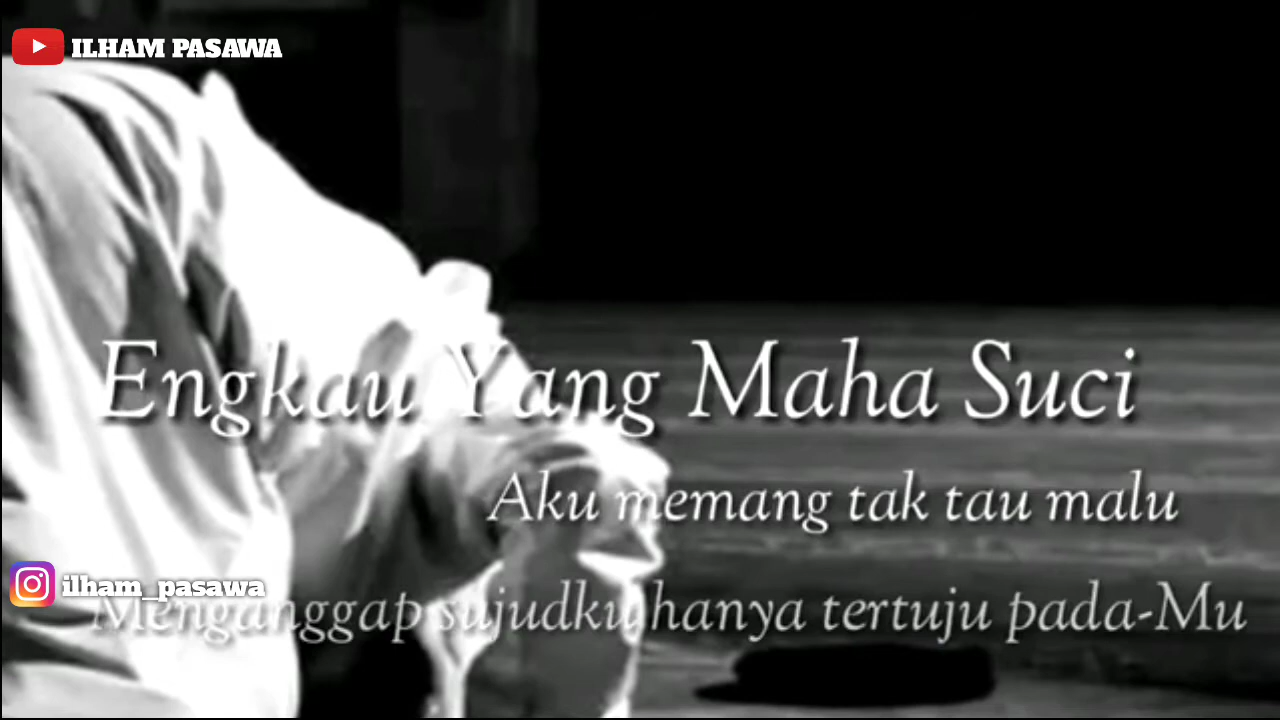 ILHAM PASAWA
Engkau Yang Maha Suci
Aku memang tak tau malu
ilham_pasawa
Menganggap sujudku hanya tertuju pada-Mu